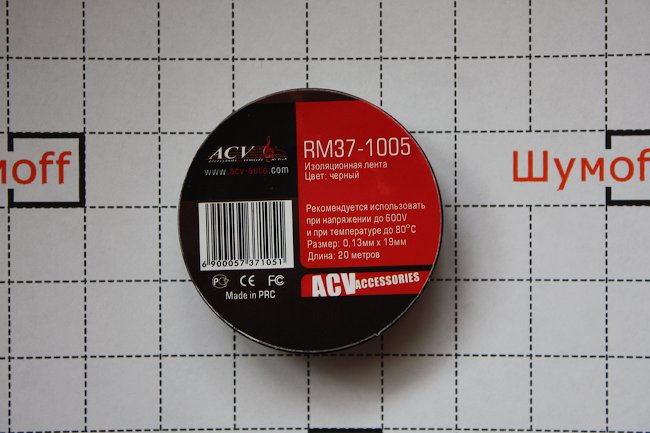 ACV
www.acv-auto.com
RM37-1005
Изоляционная лента
Цвет: черный
Рекомендуется использовать
при напряжении до 600V
и при температуре до 80°C
Размер: 0,13мм x 19мм
Длина: 20 метров
6 900057 371051
CE FC
Made in PRC
ACV ACCESSORIES
моff
Шумо